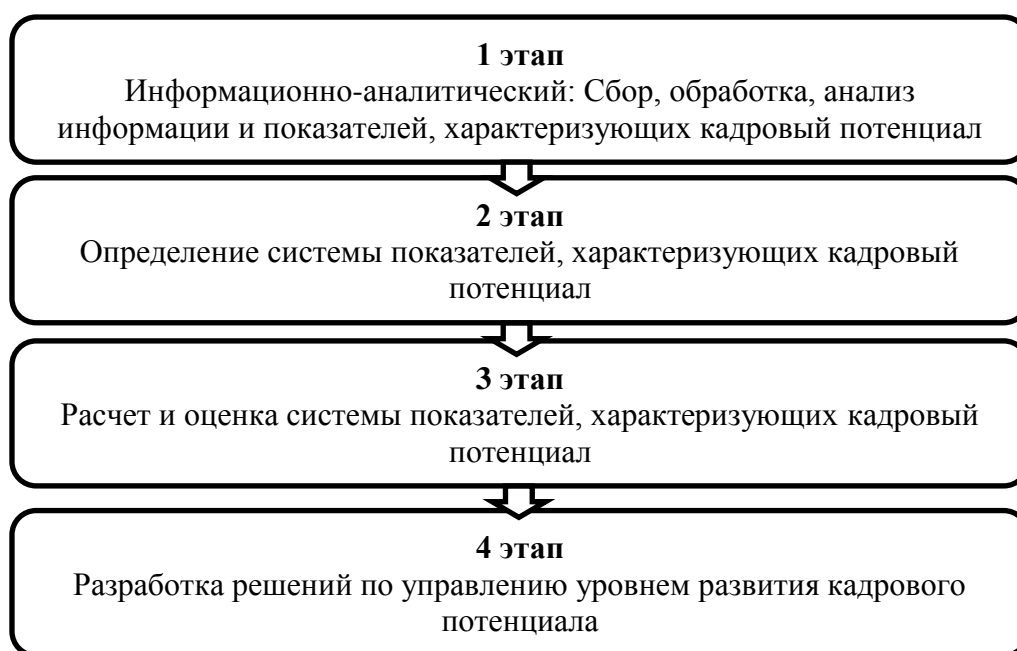 1 этап
Информационно-аналитический: Сбор, обработка, анализ
информации и показателей, характеризующих кадровый потенциал
2 этап
Определение системы показателей, характеризующих кадровый
потенциал
3 этап
Расчет и оценка системы показателей, характеризующих кадровый
потенциал
4 этап
Разработка решений по управлению уровнем развития кадрового
потенциала